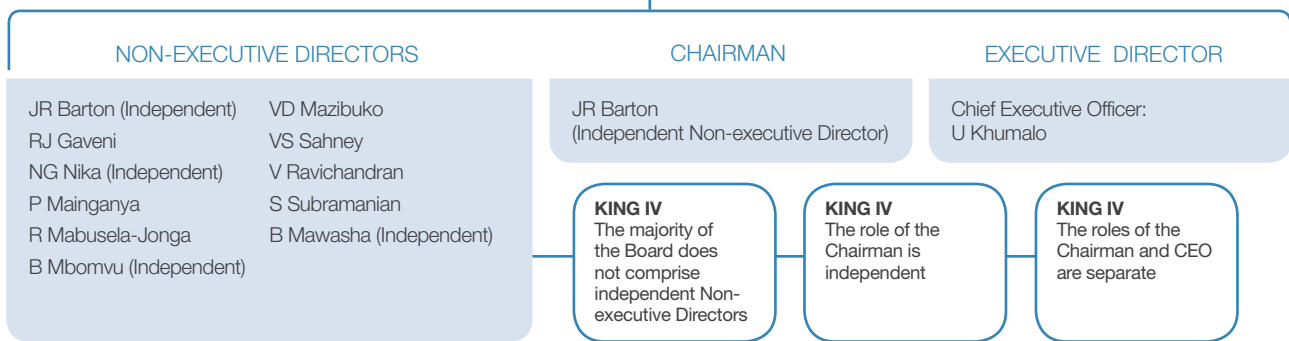 NON-EXECUTIVE DIRECTORS
JR Barton (Independent)
RJ Gaveni
NG Nika (Independent)
P Mainganya
R Mabusela-Jonga
B Mbomvu (Independent)
VD Mazibuko
VS Sahney
V Ravichandran
S Subramanian
B Mawasha (Independent)
CHAIRMAN
JR Barton
(Independent Non-executive Director)
EXECUTIVE DIRECTOR
Chief Executive Officer:
U Khumalo
KING IV
The majority of
the Board does
not comprise
independent Non-
executive Directors
KING IV
The role of the
Chairman is
independent
KING IV
The roles of the
Chairman and CEO
are separate